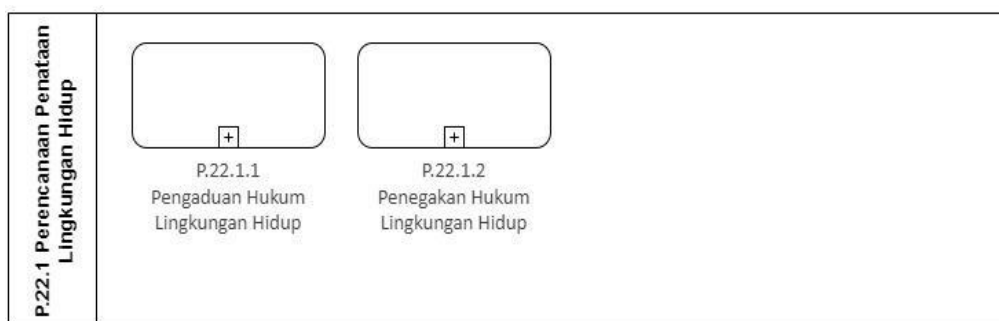 P.22.1 Perencanaan Penataan
Lingkungan Hidup
P.22.1.1
Pengaduan Hukum
Lingkungan Hidup
P.22.1.2
Penegakan Hukum
Lingkungan Hidup